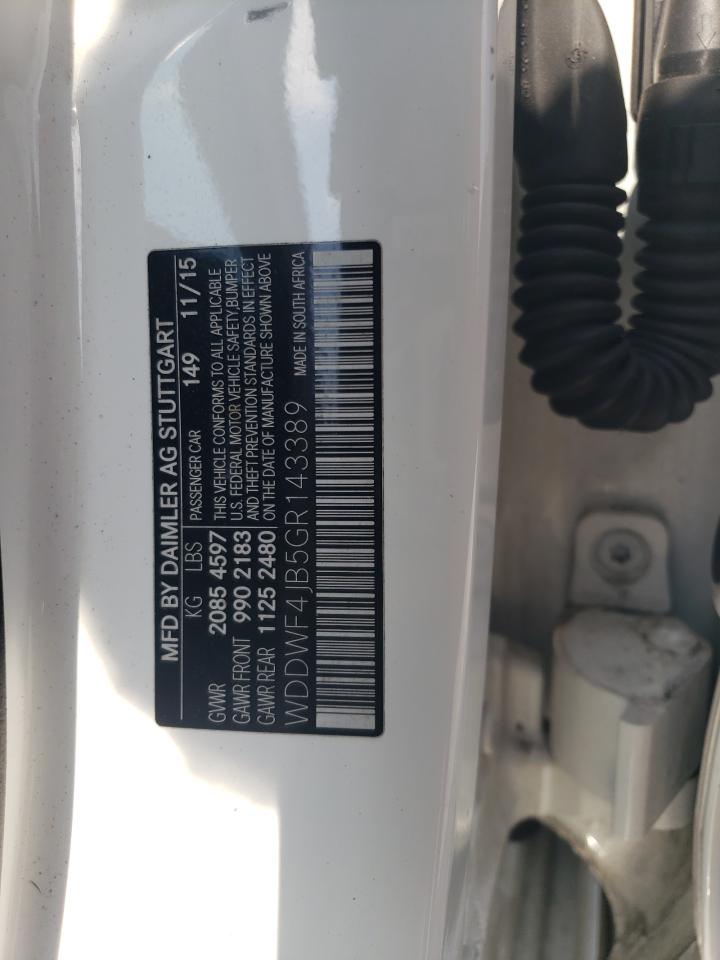 MFD BY DAIMLER AG STUTTGART
KG LBS PASSENGER CAR 149 11/15
GVWR 2085 4597 THIS VEHICLE CONFORMS TO ALL APPLICABLE
GAWR FRONT 990 2183 U.S. FEDERAL MOTOR VEHICLE SAFETY, BUMPER
GAWR REAR 1125 2480 AND THEFT PREVENTION STANDARDS IN EFFECT
ON THE DATE OF MANUFACTURE SHOWN ABOVE
WDDWF4JB5GR143389 MADE IN SOUTH AFRICA